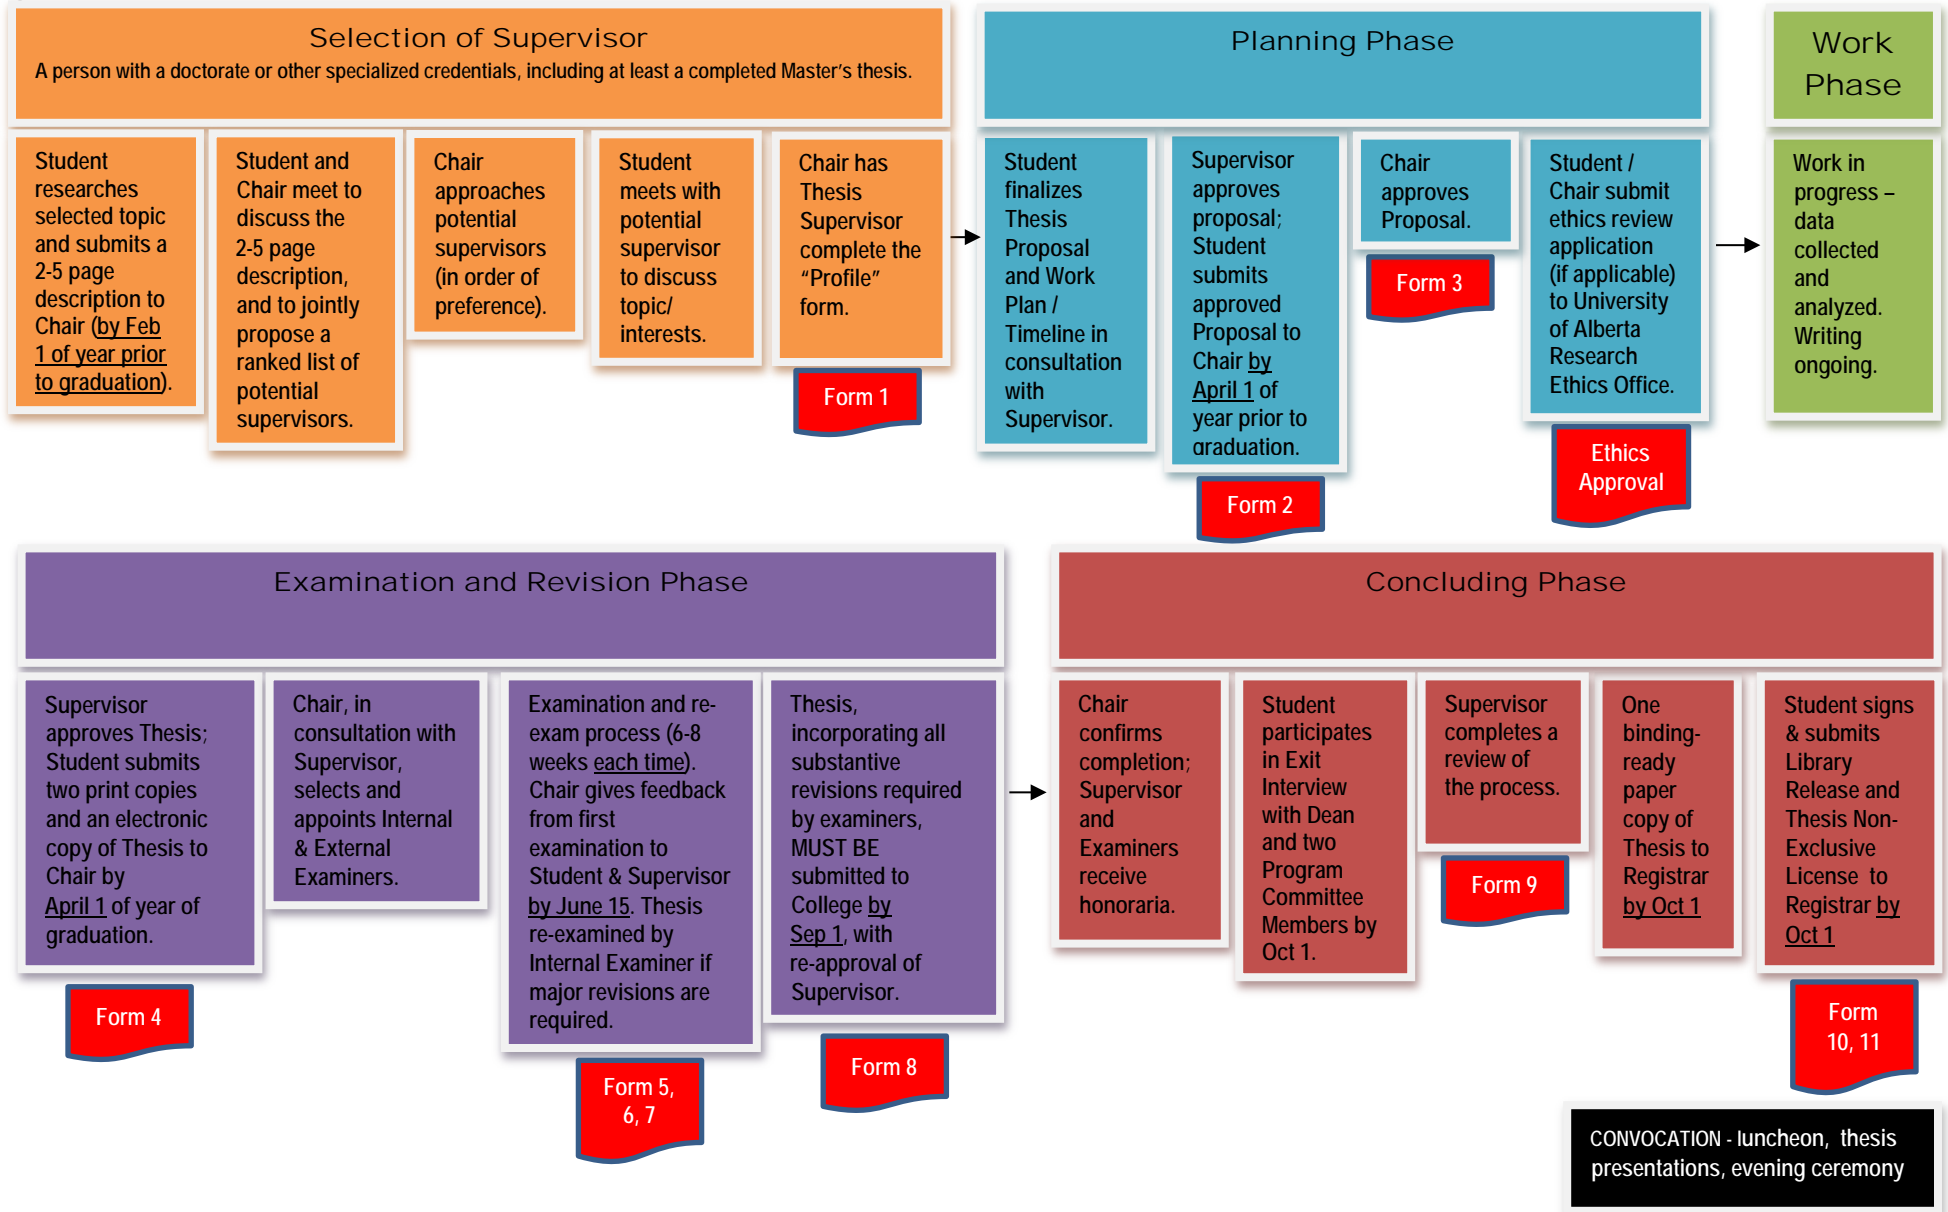 Selection of Supervisor
A person with a doctorate or other specialized credentials, including at least a completed Master's thesis.
Student
researches
selected topic
and submits a
2-5 page
description to
Chair (by Feb
1 of year prior
to graduation).
Student and
Chair meet to
discuss the
2-5 page
description,
and to jointly
propose a
ranked list of
potential
supervisors.
Chair
approaches
potential
supervisors
(in order of
preference).
Student
meets with
potential
supervisor
to discuss
topic/
interests.
Chair has
Thesis
Supervisor
complete the
“Profile”
form.
Form 1
Planning Phase
Student
finalizes
Thesis
Proposal
and Work
Plan /
Timeline in
consultation
with
Supervisor.
Supervisor
approves
proposal;
Student
submits
approved
Proposal to
Chair by
April 1 of
year prior to
graduation.
Form 2
Chair
approves
Proposal.
Form 3
Student /
Chair submit
ethics review
application
(if applicable)
to University
of Alberta
Research
Ethics Office.
Ethics
Approval
Work
Phase
Work in
progress –
data
collected
and
analyzed.
Writing
ongoing.
Examination and Revision Phase
Supervisor
approves Thesis;
Student submits
two print copies
and an electronic
copy of Thesis to
Chair by
April 1 of year of
graduation.
Form 4
Chair, in
consultation with
Supervisor,
selects and
appoints Internal
& External
Examiners.
Examination and re-
exam process (6-8
weeks each time).
Chair gives feedback
from first
examination to
Student & Supervisor
by June 15. Thesis
re-examined by
Internal Examiner if
major revisions are
required.
Form 5,
6, 7
Thesis,
incorporating all
substantive
revisions required
by examiners,
MUST BE
submitted to
College by
Sep 1, with
re-approval of
Supervisor.
Form 8
Concluding Phase
Chair
confirms
completion;
Supervisor
and
Examiners
receive
honoraria.
Student
participates
in Exit
Interview
with Dean
and two
Program
Committee
Members by
Oct 1.
Supervisor
completes a
review of
the process.
Form 9
One
binding-
ready
paper
copy of
Thesis to
Registrar
by Oct 1
Student signs
& submits
Library
Release and
Thesis Non-
Exclusive
License to
Registrar by
Oct 1
Form
10, 11
CONVOCATION - luncheon, thesis
presentations, evening ceremony